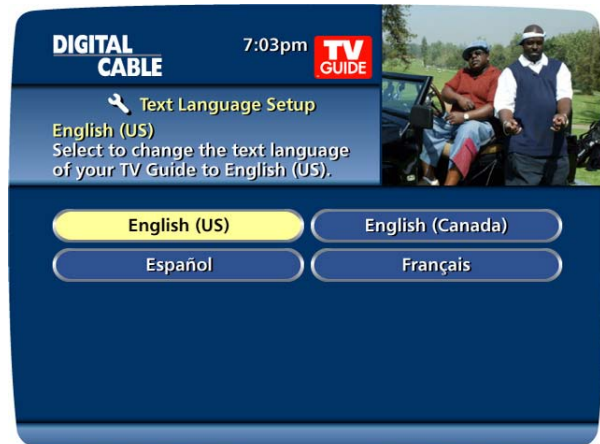 DIGITAL
CABLE
7:03pm
TV
GUIDE
Text Language Setup
English (US)
Select to change the text language
of your TV Guide to English (US).
English (US)
English (Canada)
Español
Français